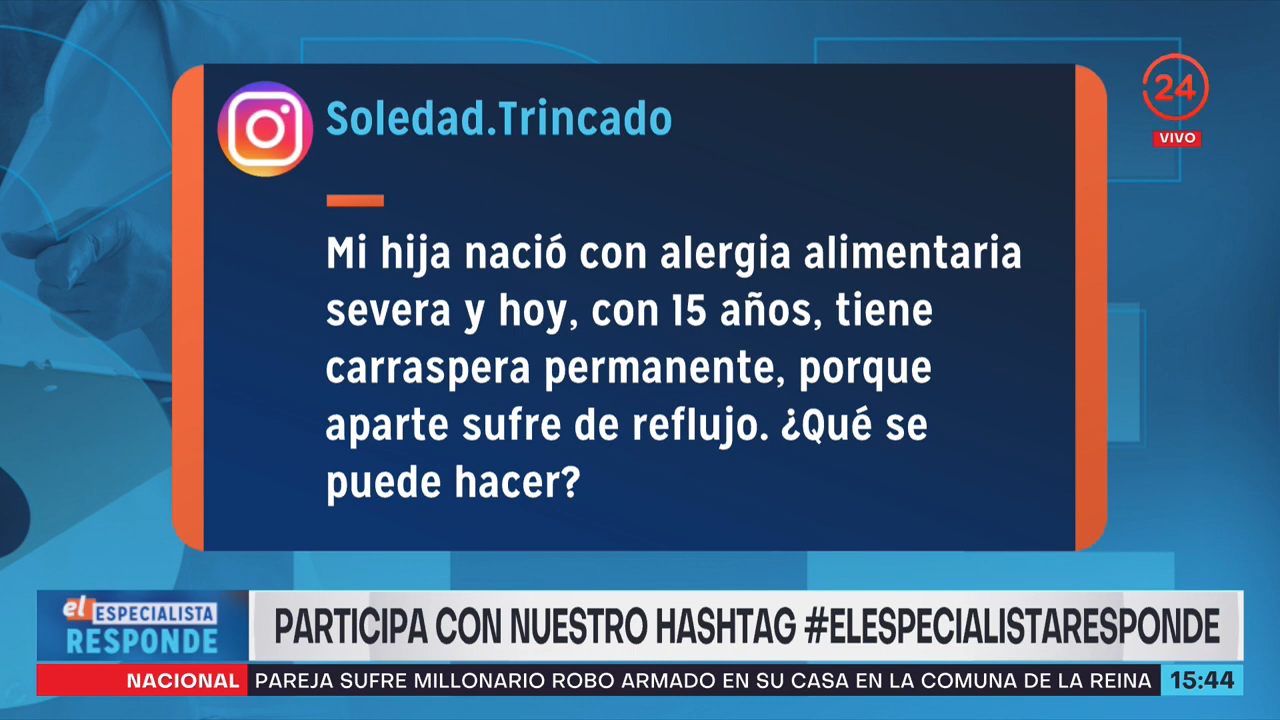 Soledad.Trincado
24
VIVO
Mi hija nació con alergia alimentaria
severa y hoy, con 15 años, tiene
carraspera permanente, porque
aparte sufre de reflujo. ¿Qué se
puede hacer?
el ESPECIALISTA
RESPONDE
PARTICIPA CON NUESTRO HASHTAG #ELESPECIALISTARESPONDE
NACIONAL PAREJA SUFRE MILLONARIO ROBO ARMADO EN SU CASA EN LA COMUNA DE LA REINA 15:44